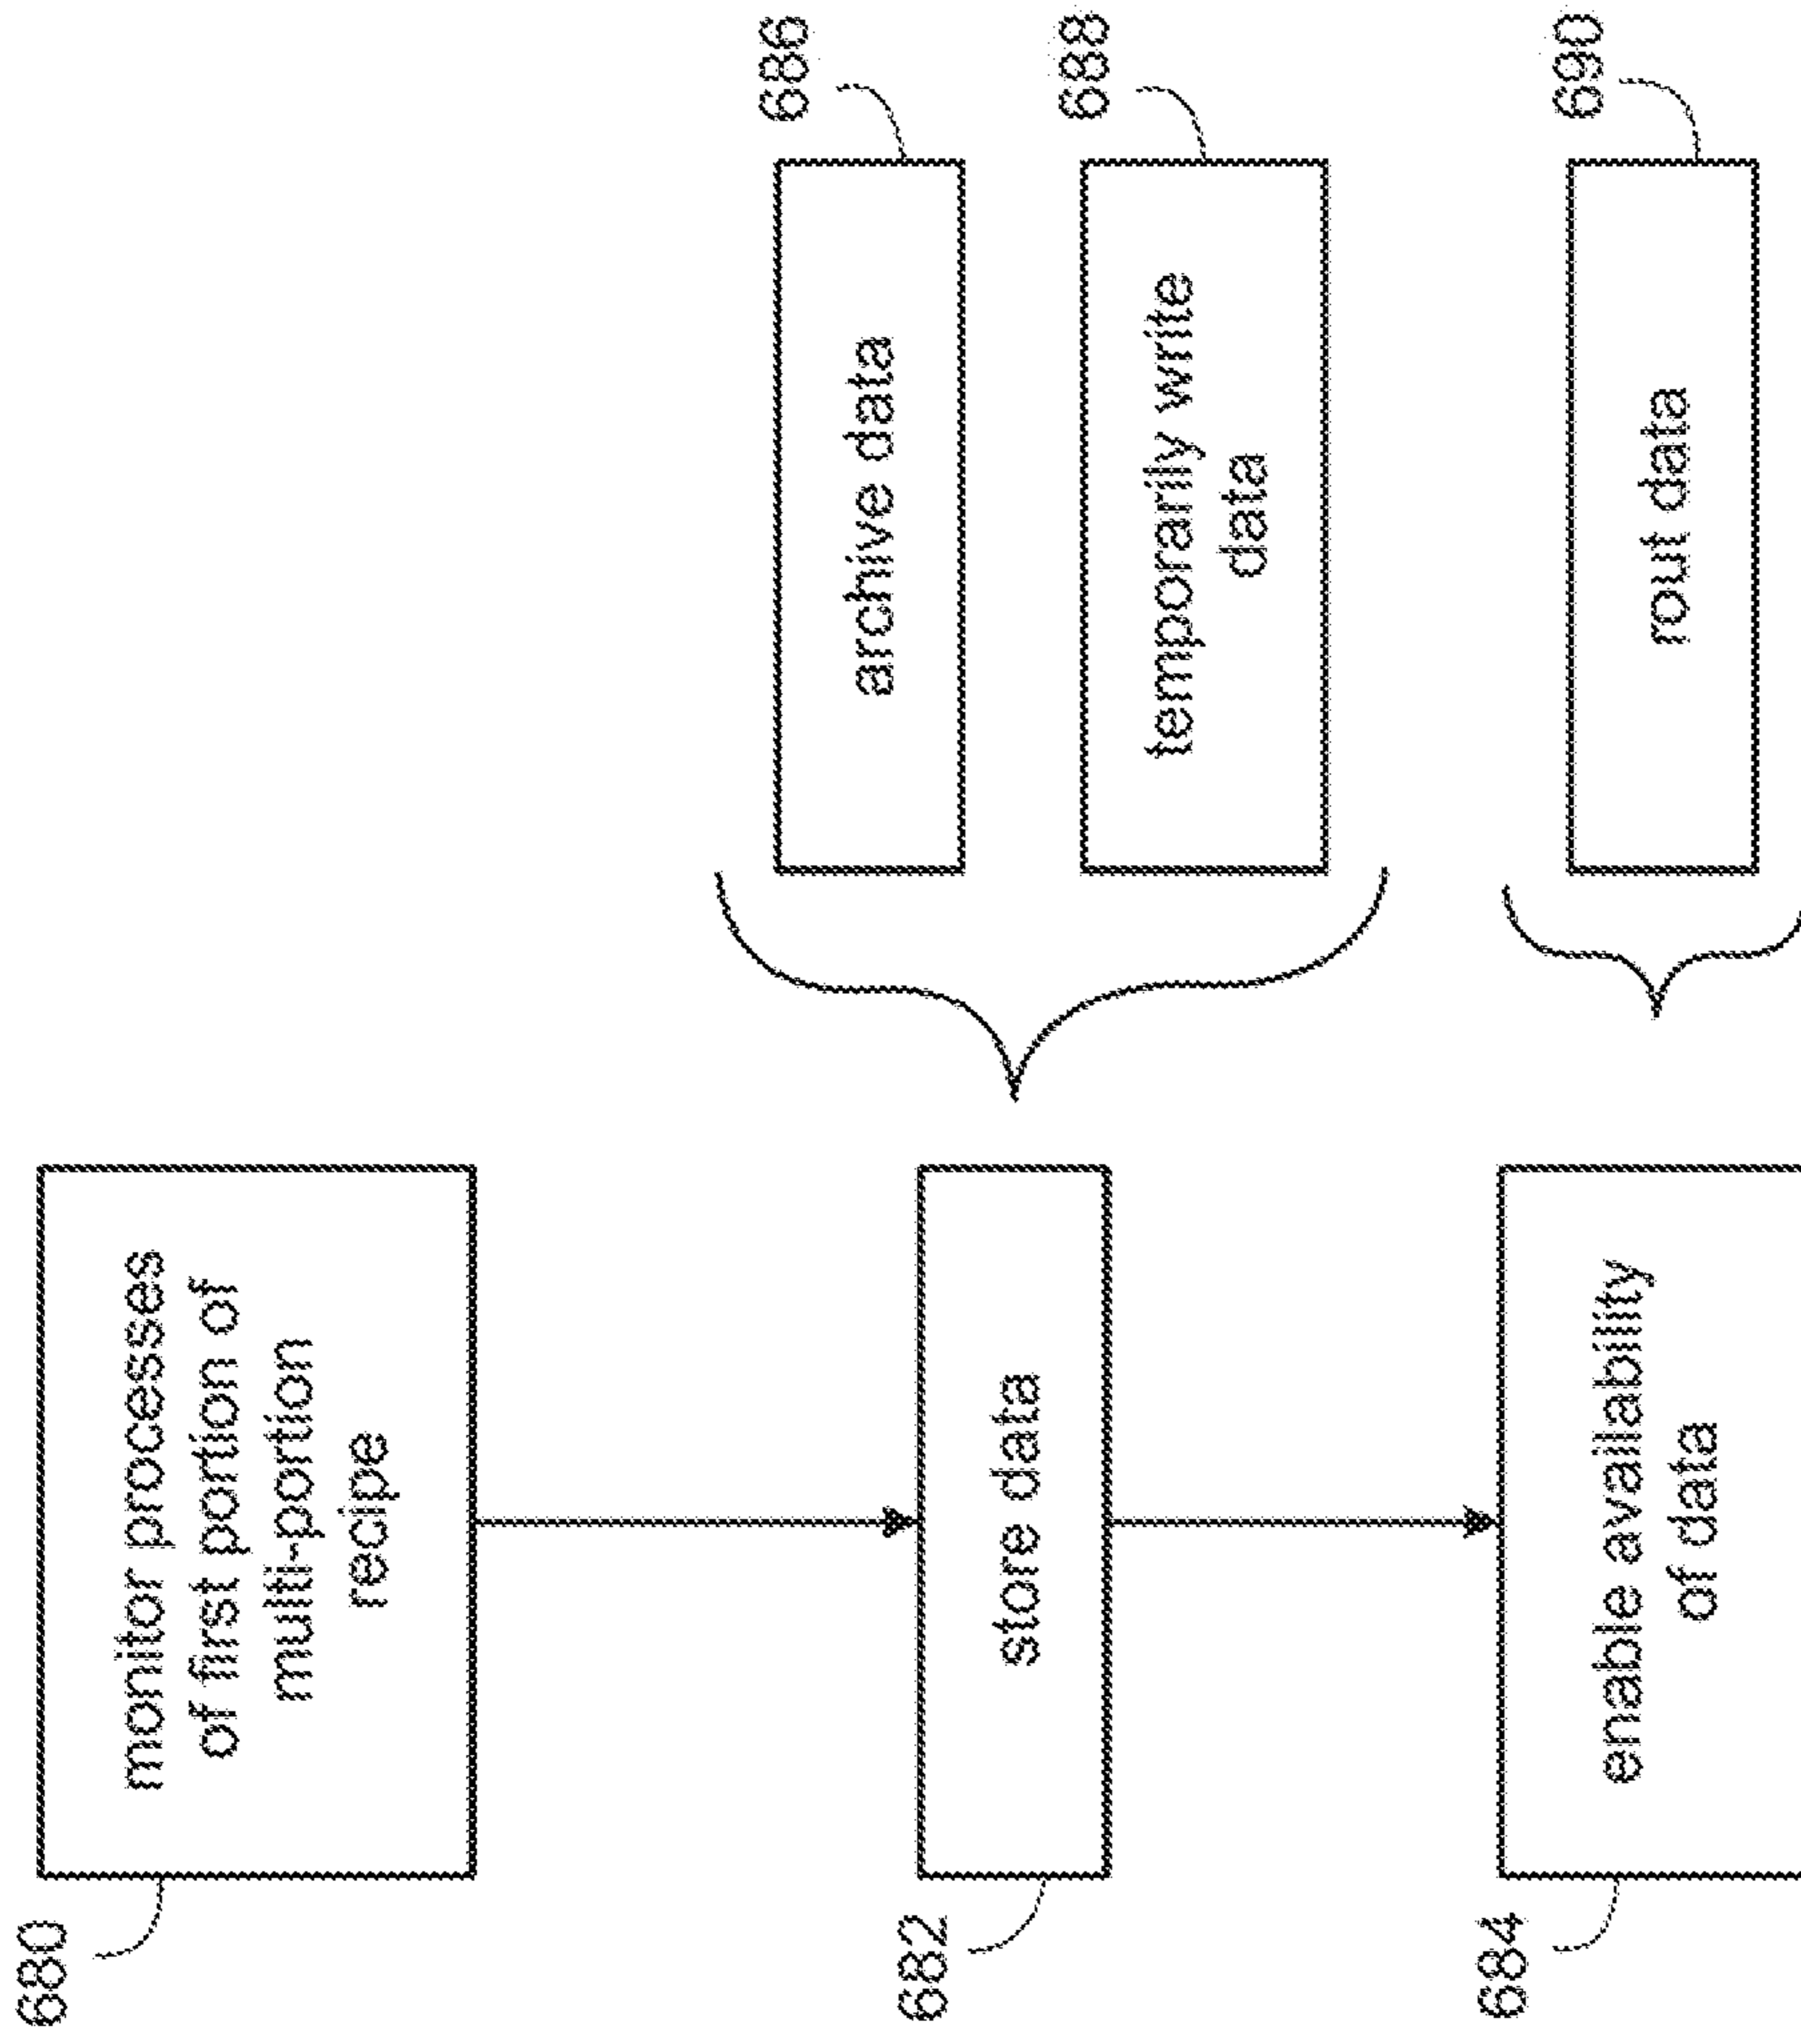 680
monitor processes
of first portion of
multi-portion
recipe
682
store data
684
enable availability
of data
686
archive data
688
temporarily write
data
690
rout data